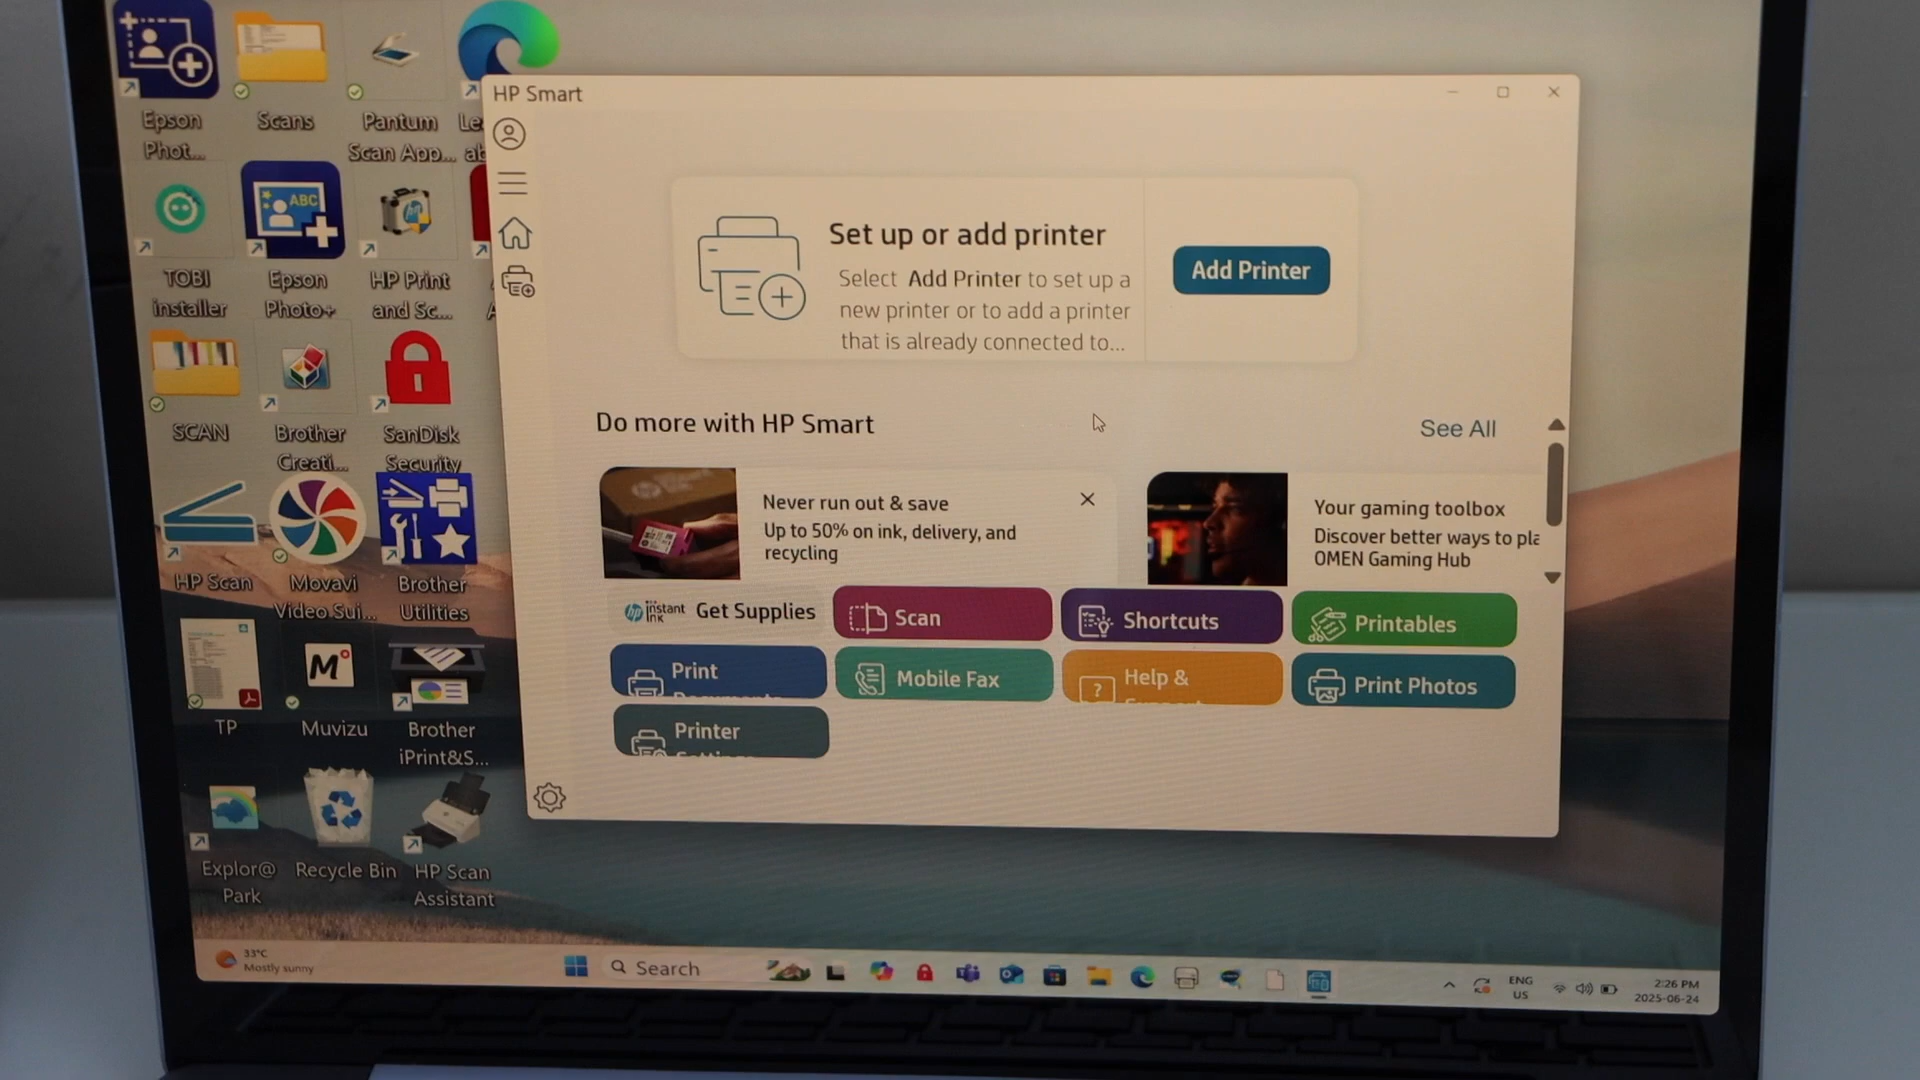 Epson
Phot...
Scans
Pantum
Scan App...
Le
ab
TOBI
installer
ABC
Epson
Photo+
HP Print
and Sc...
SCAN
Brother
Creati...
SanDisk
Security
HP Scan
Movavi
Video Sui...
Brother
Utilities
TP
M
Muvizu
Brother
iPrint&S...
Explor@
Park
Recycle Bin
HP Scan
Assistant
HP Smart
Set up or add printer
Select Add Printer to set up a
new printer or to add a printer
that is already connected to...
Add Printer
Do more with HP Smart
See All
Never run out & save
Up to 50% on ink, delivery, and
recycling
Your gaming toolbox
Discover better ways to pla
OMEN Gaming Hub
hp instant ink Get Supplies
Scan
Shortcuts
Printables
Print
Mobile Fax
Help &
Print Photos
Printer
33°C
Mostly sunny
Search
ENG
US
2:26 PM
2025-06-24